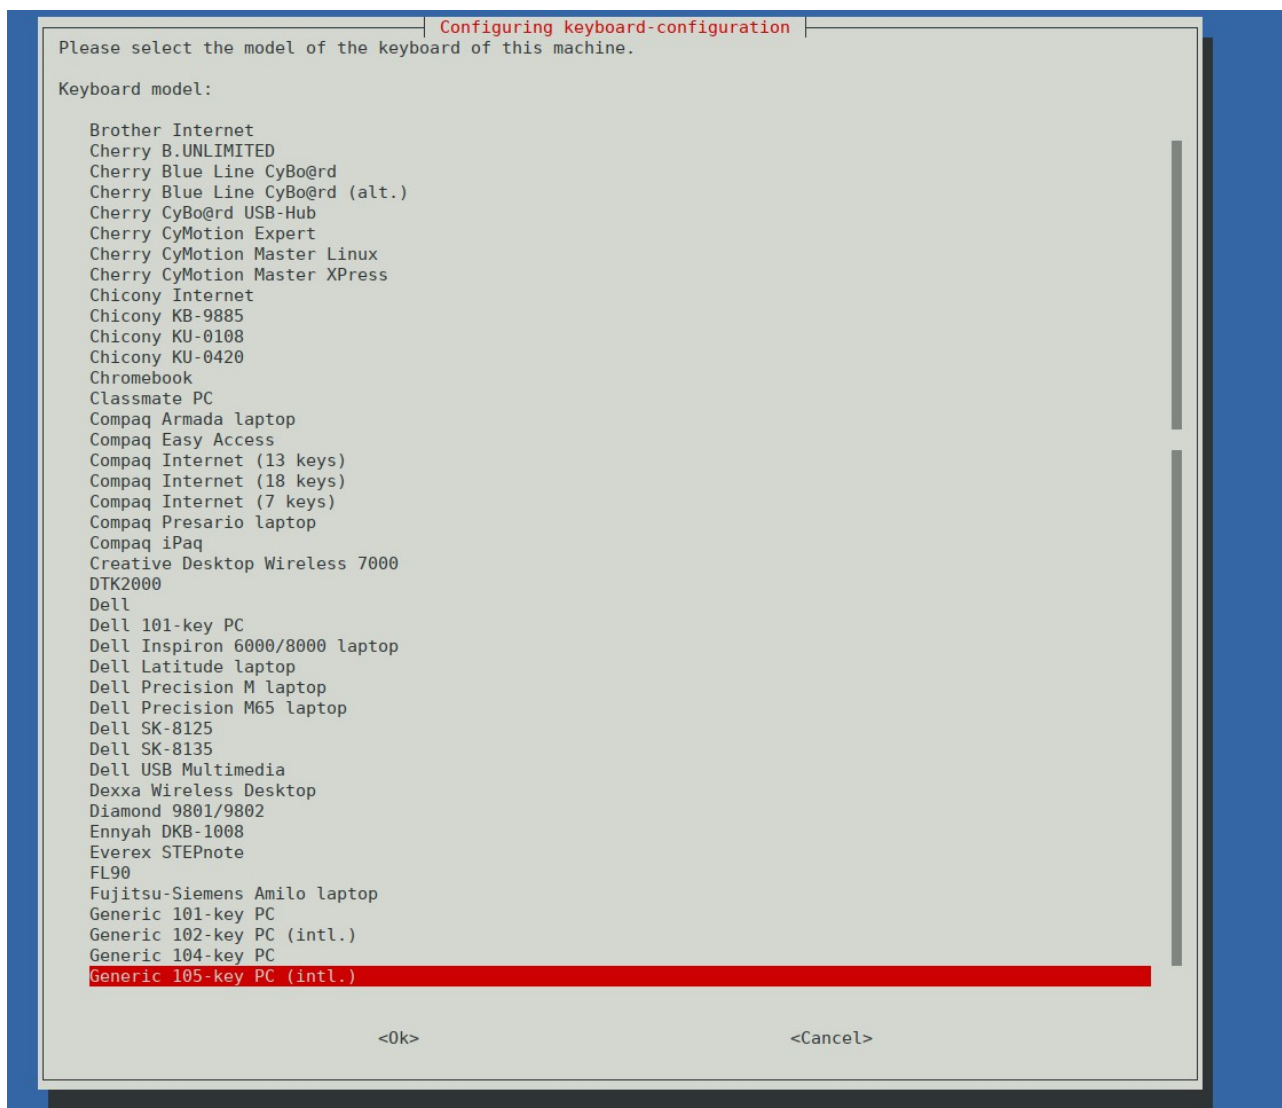 Configuring keyboard-configuration
Please select the model of the keyboard of this machine.
Keyboard model:
Brother Internet
Cherry B.UNLIMITED
Cherry Blue Line CyBo@rd
Cherry Blue Line CyBo@rd (alt.)
Cherry CyBo@rd USB-Hub
Cherry CyMotion Expert
Cherry CyMotion Master Linux
Cherry CyMotion Master XPress
Chicony Internet
Chicony KB-9885
Chicony KU-0108
Chicony KU-0420
Chromebook
Classmate PC
Compaq Armada laptop
Compaq Easy Access
Compaq Internet (13 keys)
Compaq Internet (18 keys)
Compaq Internet (7 keys)
Compaq Presario laptop
Compaq iPaq
Creative Desktop Wireless 7000
DTK2000
Dell
Dell 101-key PC
Dell Inspiron 6000/8000 laptop
Dell Latitude laptop
Dell Precision M laptop
Dell Precision M65 laptop
Dell SK-8125
Dell SK-8135
Dell USB Multimedia
Dexxa Wireless Desktop
Diamond 9801/9802
Ennyah DKB-1008
Everex STEPnote
FL90
Fujitsu-Siemens Amilo laptop
Generic 101-key PC
Generic 102-key PC (intl.)
Generic 104-key PC
Generic 105-key PC (intl.)
<Ok> <Cancel>